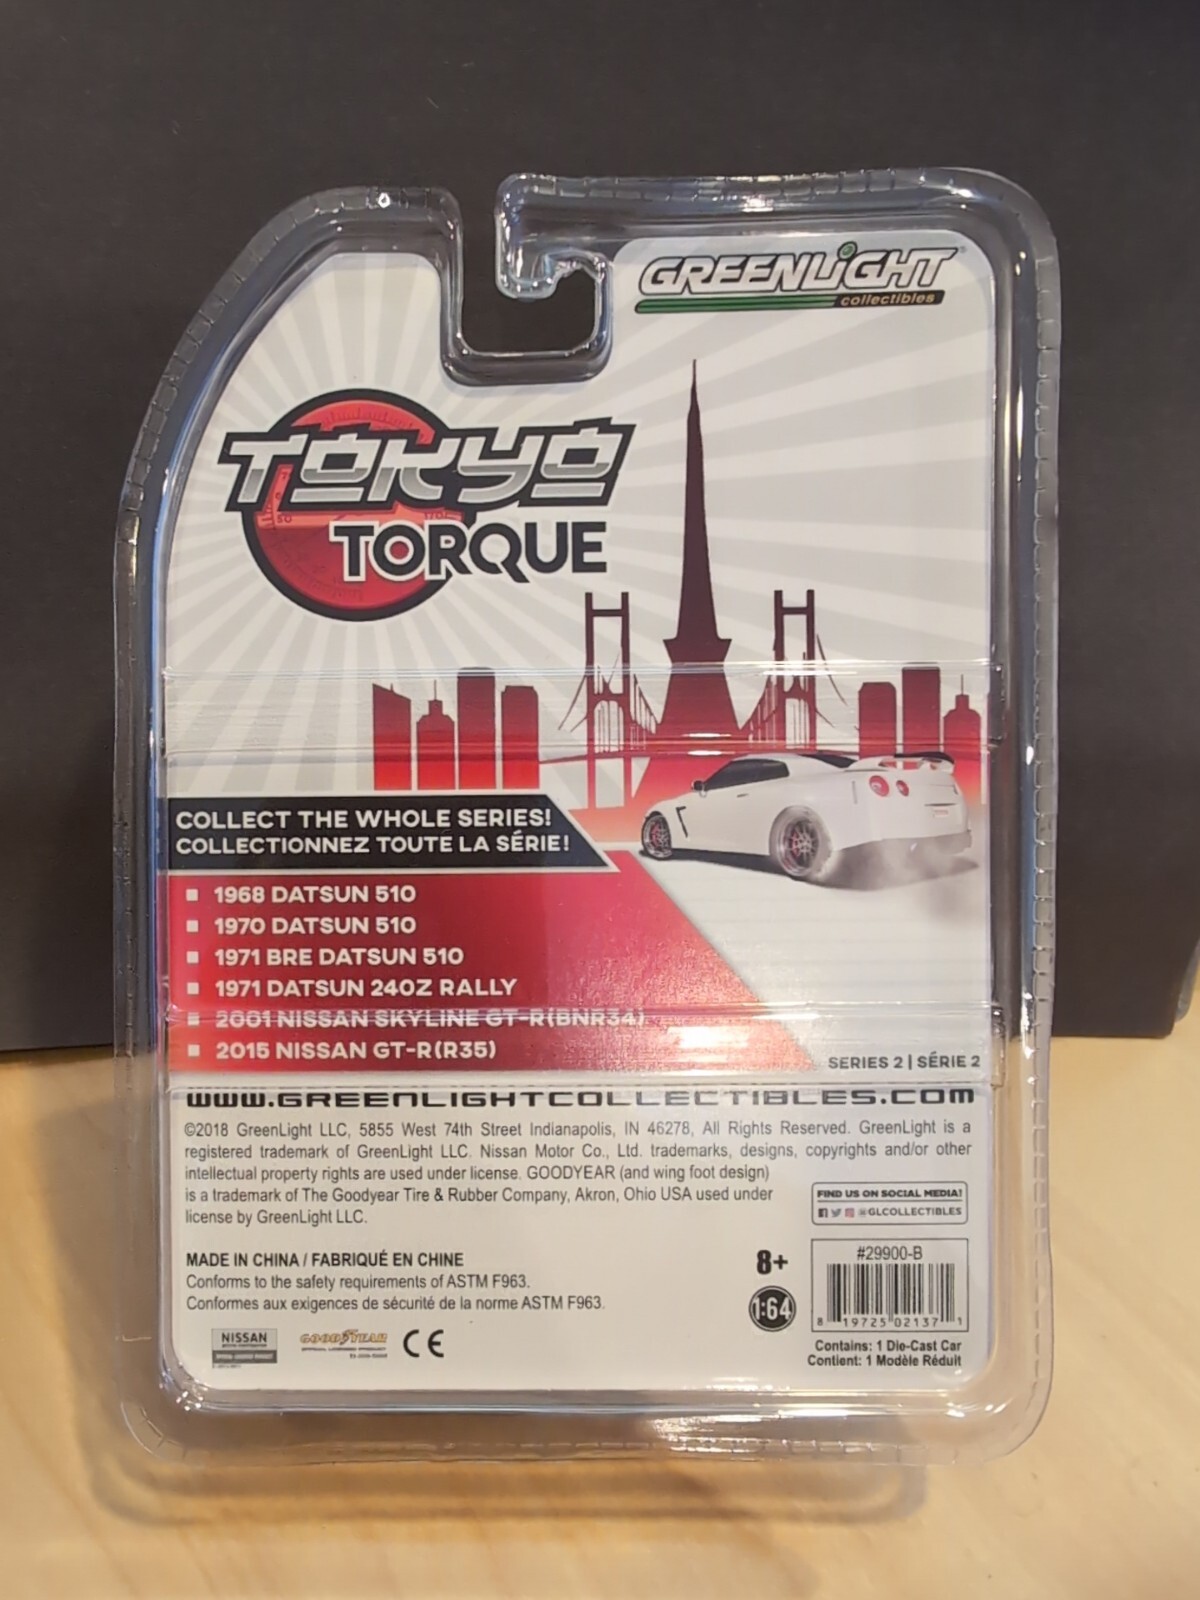 GREENLiGHT®
collectibles
TOKYO
TORQUE
COLLECT THE WHOLE SERIES!
COLLECTIONNEZ TOUTE LA SÉRIE!
▪ 1968 DATSUN 510
▪ 1970 DATSUN 510
▪ 1971 BRE DATSUN 510
▪ 1971 DATSUN 240Z RALLY
▪ 2001 NISSAN SKYLINE GT-R(BNR34)
▪ 2015 NISSAN GT-R(R35)
SERIES 2 | SÉRIE 2
www.GREENLIGHTCOLLECTIBLES.COM
©2018 GreenLight LLC, 5855 West 74th Street Indianapolis, IN 46278, All Rights Reserved. GreenLight is a
registered trademark of GreenLight LLC. Nissan Motor Co., Ltd. trademarks, designs, copyrights and/or other
intellectual property rights are used under license. GOODYEAR (and wing foot design)
is a trademark of The Goodyear Tire & Rubber Company, Akron, Ohio USA used under
license by GreenLight LLC.
FIND US ON SOCIAL MEDIA!
@GLCOLLECTIBLES
MADE IN CHINA / FABRIQUÉ EN CHINE
Conforms to the safety requirements of ASTM F963.
Conformes aux exigences de sécurité de la norme ASTM F963.
8+
1:64
#29900-B
8 19725 02137 1
Contains: 1 Die-Cast Car
Contient: 1 Modèle Réduit
NISSAN
GOODYEAR
OFFICIAL LICENSED PRODUCT
CE